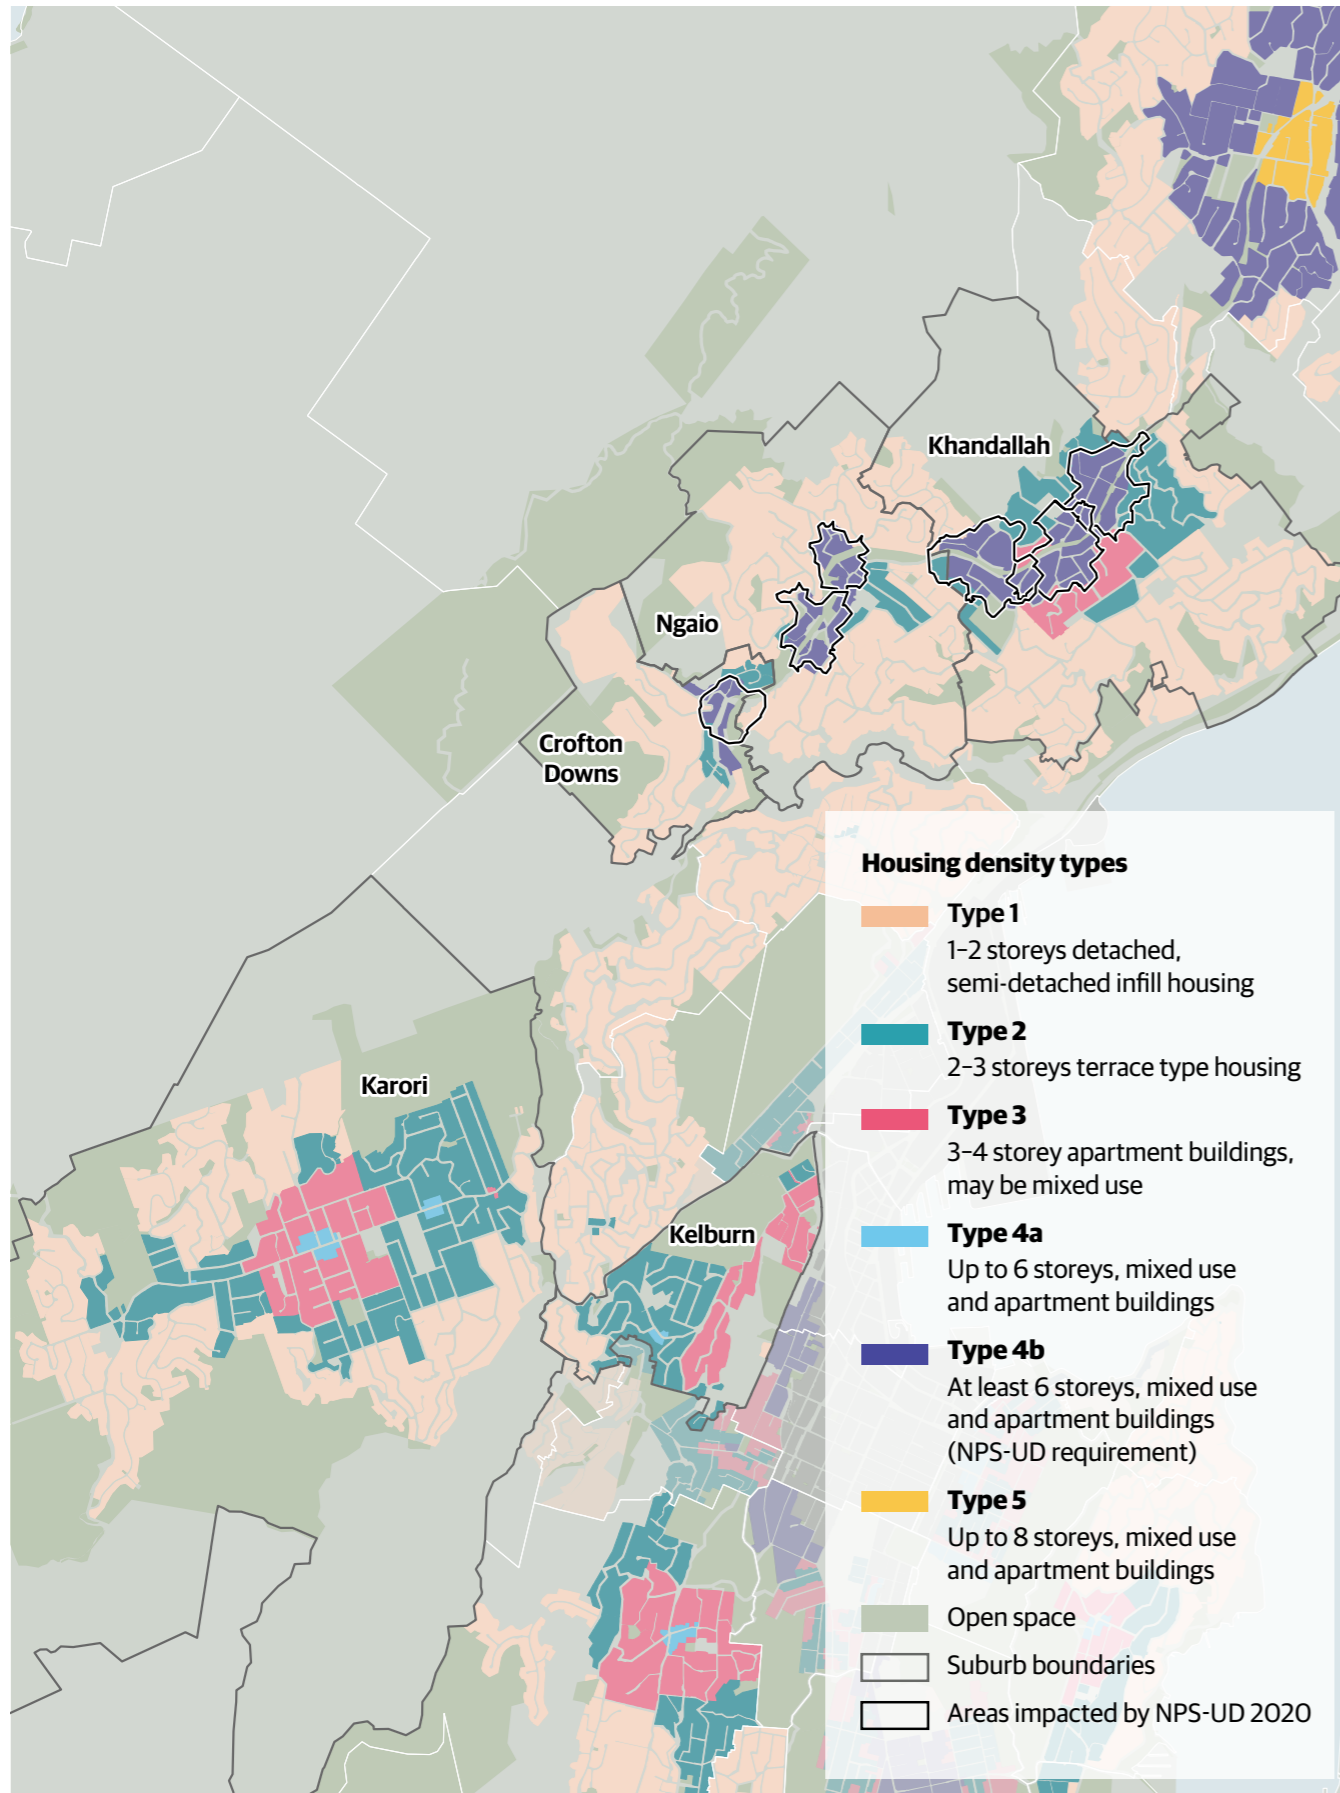 Khandallah
Ngaio
Crofton
Downs
Karori
Kelburn
Housing density types
Type 1
1–2 storeys detached,
semi-detached infill housing
Type 2
2–3 storeys terrace type housing
Type 3
3–4 storey apartment buildings,
may be mixed use
Type 4a
Up to 6 storeys, mixed use
and apartment buildings
Type 4b
At least 6 storeys, mixed use
and apartment buildings
(NPS-UD requirement)
Type 5
Up to 8 storeys, mixed use
and apartment buildings
Open space
Suburb boundaries
Areas impacted by NPS-UD 2020